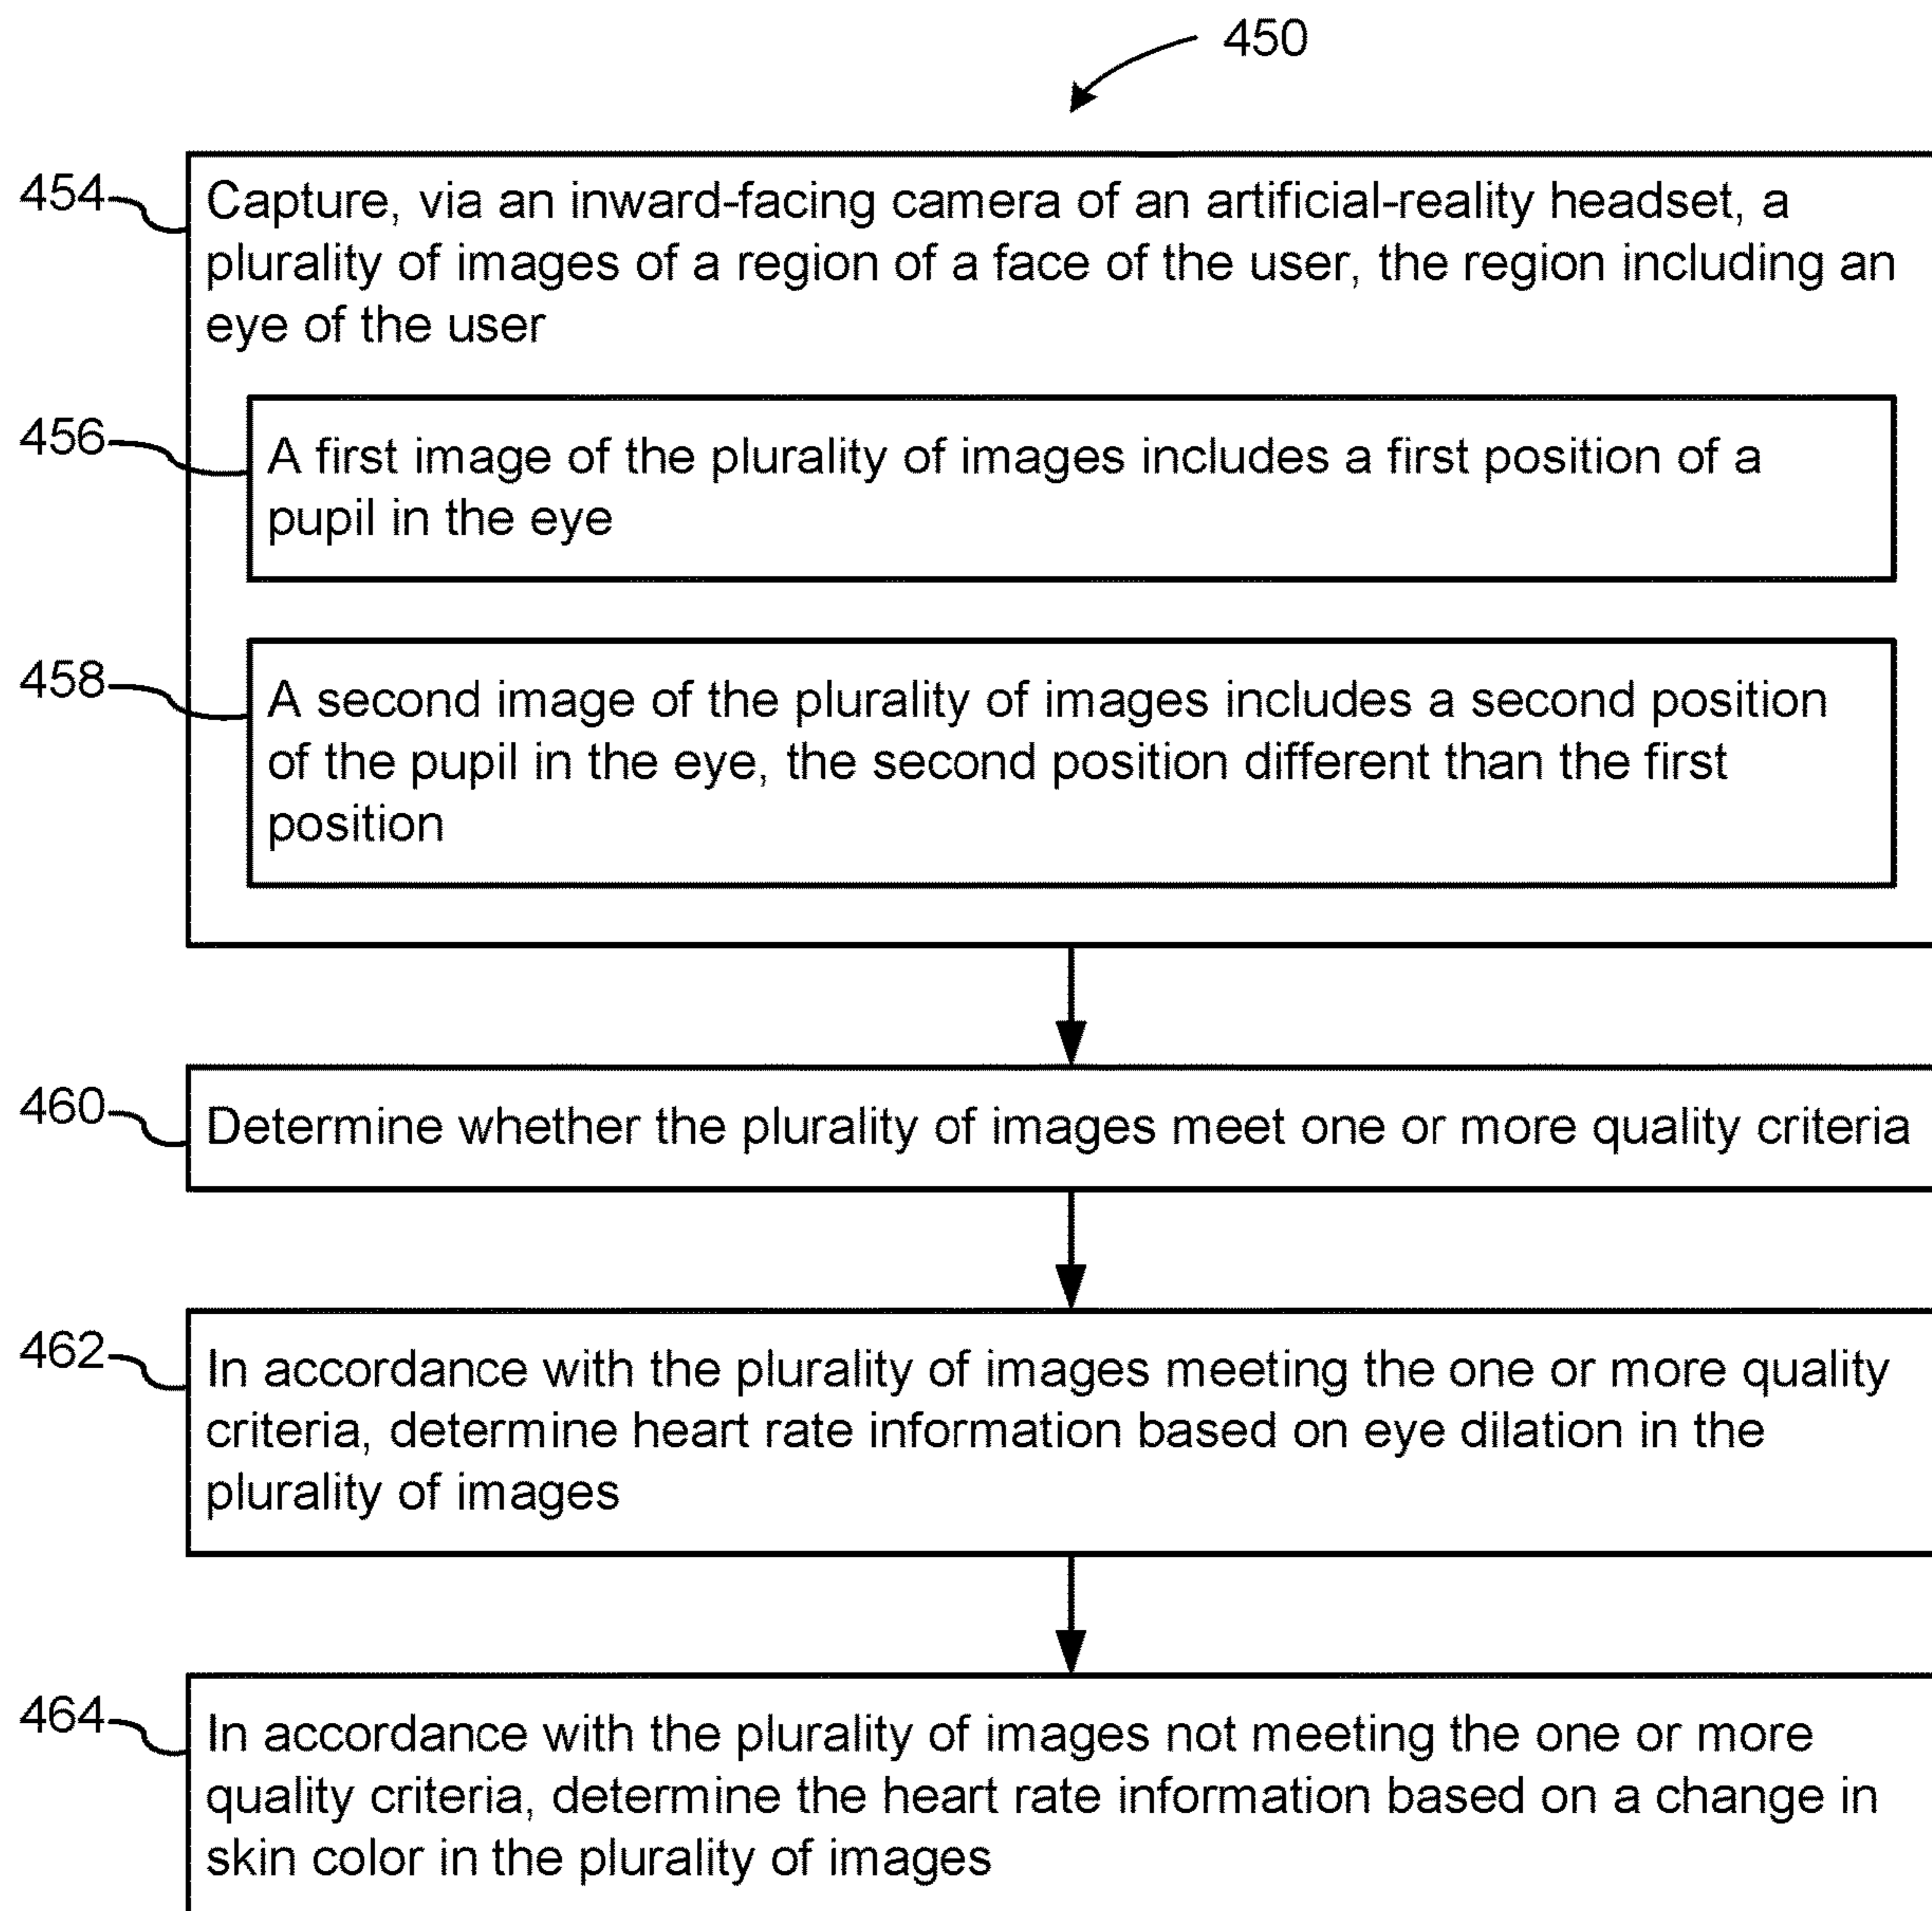 450
454
Capture, via an inward-facing camera of an artificial-reality headset, a
plurality of images of a region of a face of the user, the region including an
eye of the user
456
A first image of the plurality of images includes a first position of a
pupil in the eye
458
A second image of the plurality of images includes a second position
of the pupil in the eye, the second position different than the first
position
460
Determine whether the plurality of images meet one or more quality criteria
462
In accordance with the plurality of images meeting the one or more quality
criteria, determine heart rate information based on eye dilation in the
plurality of images
464
In accordance with the plurality of images not meeting the one or more
quality criteria, determine the heart rate information based on a change in
skin color in the plurality of images